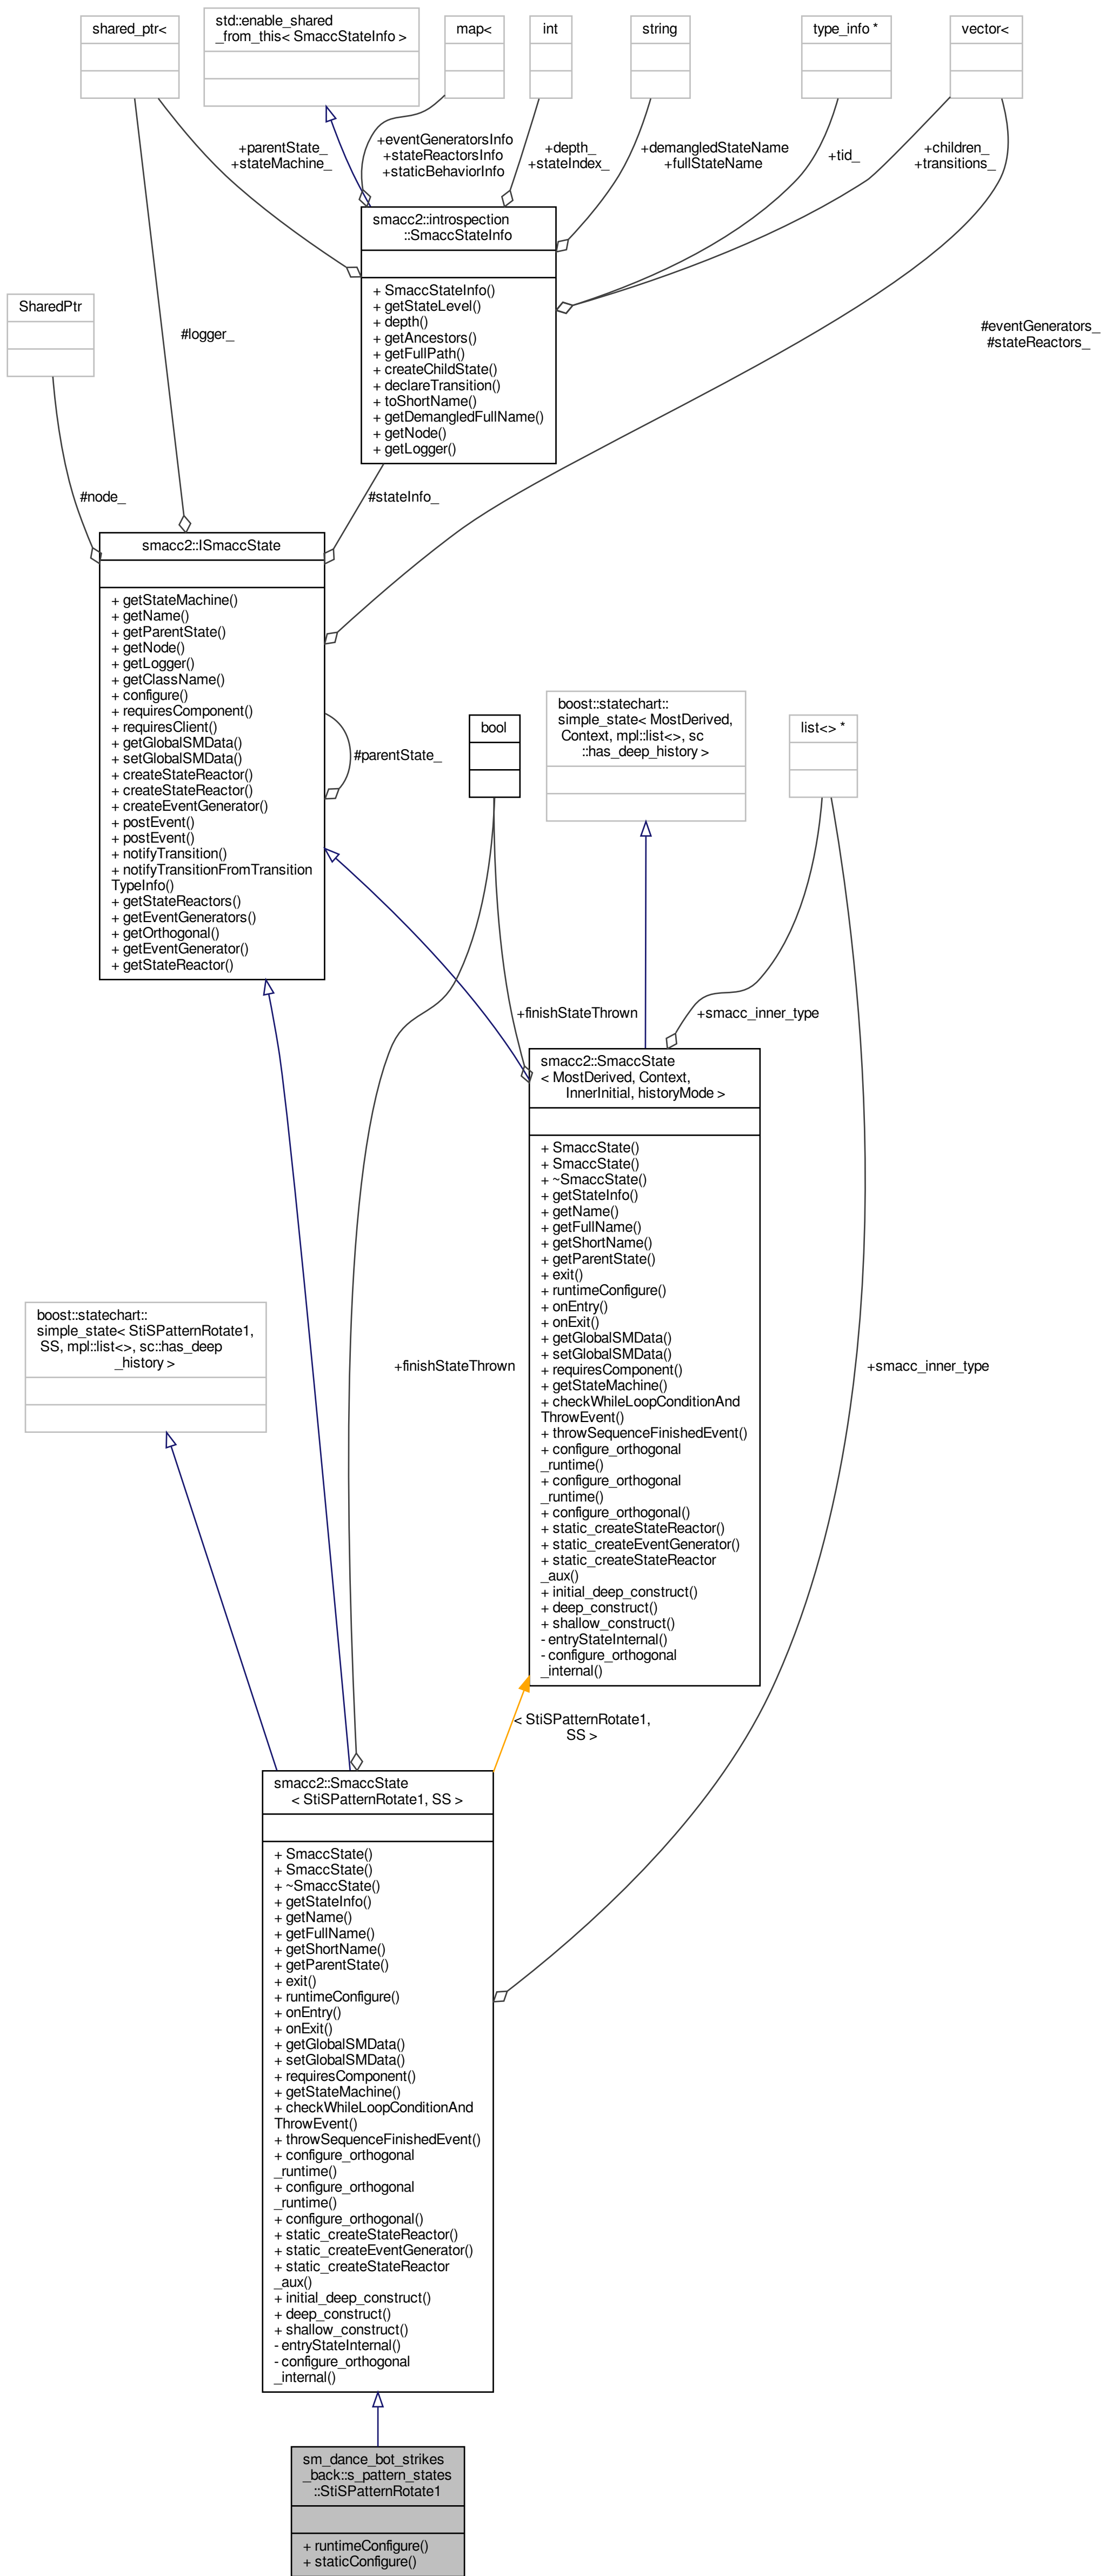 shared_ptr<
std::enable_shared
_from_this< SmaccStateInfo >
map<
int
string
type_info *
vector<
+parentState_
+stateMachine_
+eventGeneratorsInfo
+stateReactorsInfo
+staticBehaviorInfo
+depth_
+stateIndex_
+demangledStateName
+fullStateName
+tid_
+children_
+transitions_
smacc2::introspection
::SmaccStateInfo
+ SmaccStateInfo()
+ getStateLevel()
+ depth()
+ getAncestors()
+ getFullPath()
+ createChildState()
+ declareTransition()
+ toShortName()
+ getDemangledFullName()
+ getNode()
+ getLogger()
SharedPtr
#logger_
#eventGenerators_
#stateReactors_
#node_
#stateInfo_
smacc2::ISmaccState
+ getStateMachine()
+ getName()
+ getParentState()
+ getNode()
+ getLogger()
+ getClassName()
+ configure()
+ requiresComponent()
+ requiresClient()
+ getGlobalSMData()
+ setGlobalSMData()
+ createStateReactor()
+ createStateReactor()
+ createEventGenerator()
+ postEvent()
+ postEvent()
+ notifyTransition()
+ notifyTransitionFromTransition
TypeInfo()
+ getStateReactors()
+ getEventGenerators()
+ getOrthogonal()
+ getEventGenerator()
+ getStateReactor()
#parentState_
bool
boost::statechart::
simple_state< MostDerived,
Context, mpl::list<>, sc
::has_deep_history >
list<> *
+finishStateThrown
+smacc_inner_type
smacc2::SmaccState
< MostDerived, Context,
InnerInitial, historyMode >
+ SmaccState()
+ SmaccState()
+ ~SmaccState()
+ getStateInfo()
+ getName()
+ getFullName()
+ getShortName()
+ getParentState()
+ exit()
+ runtimeConfigure()
+ onEntry()
+ onExit()
+ getGlobalSMData()
+ setGlobalSMData()
+ requiresComponent()
+ getStateMachine()
+ checkWhileLoopConditionAnd
ThrowEvent()
+ throwSequenceFinishedEvent()
+ configure_orthogonal
_runtime()
+ configure_orthogonal
_runtime()
+ configure_orthogonal()
+ static_createStateReactor()
+ static_createEventGenerator()
+ static_createStateReactor
_aux()
+ initial_deep_construct()
+ deep_construct()
+ shallow_construct()
- entryStateInternal()
- configure_orthogonal
_internal()
boost::statechart::
simple_state< StiSPatternRotate1,
SS, mpl::list<>, sc::has_deep
_history >
+finishStateThrown
+smacc_inner_type
< StiSPatternRotate1,
SS >
smacc2::SmaccState
< StiSPatternRotate1, SS >
+ SmaccState()
+ SmaccState()
+ ~SmaccState()
+ getStateInfo()
+ getName()
+ getFullName()
+ getShortName()
+ getParentState()
+ exit()
+ runtimeConfigure()
+ onEntry()
+ onExit()
+ getGlobalSMData()
+ setGlobalSMData()
+ requiresComponent()
+ getStateMachine()
+ checkWhileLoopConditionAnd
ThrowEvent()
+ throwSequenceFinishedEvent()
+ configure_orthogonal
_runtime()
+ configure_orthogonal
_runtime()
+ configure_orthogonal()
+ static_createStateReactor()
+ static_createEventGenerator()
+ static_createStateReactor
_aux()
+ initial_deep_construct()
+ deep_construct()
+ shallow_construct()
- entryStateInternal()
- configure_orthogonal
_internal()
sm_dance_bot_strikes
_back::s_pattern_states
::StiSPatternRotate1
+ runtimeConfigure()
+ staticConfigure()